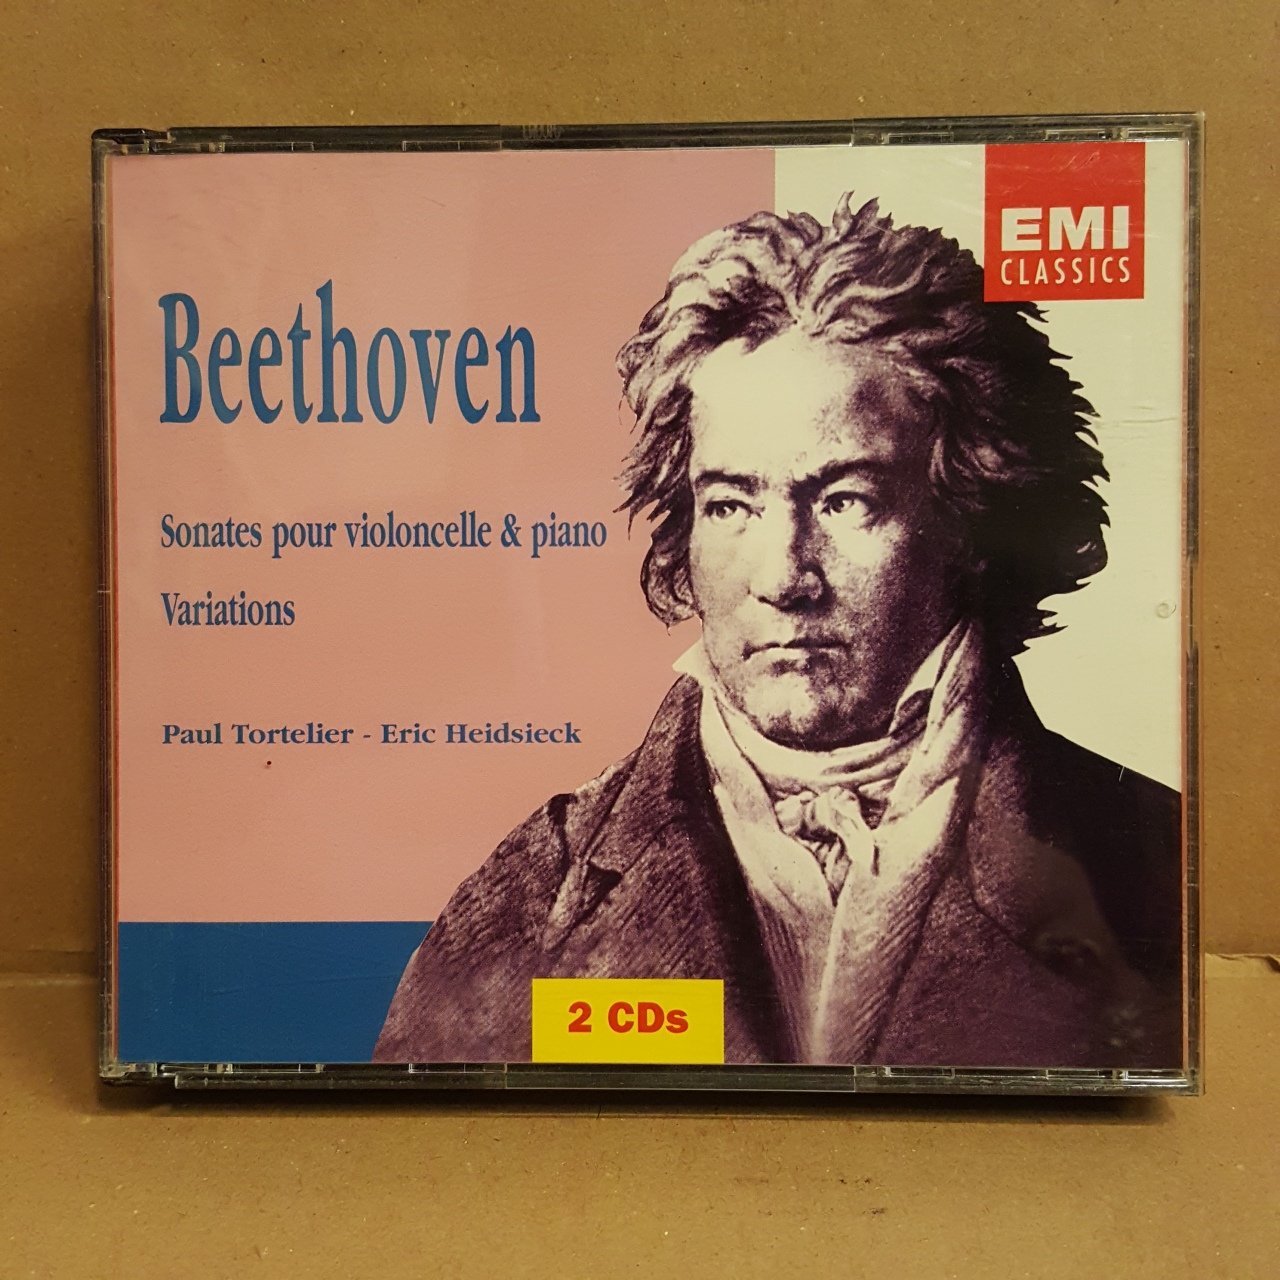 EMI
CLASSICS
Beethoven
Sonates pour violoncelle & piano
Variations
Paul Tortelier - Eric Heidsieck
2 CDs